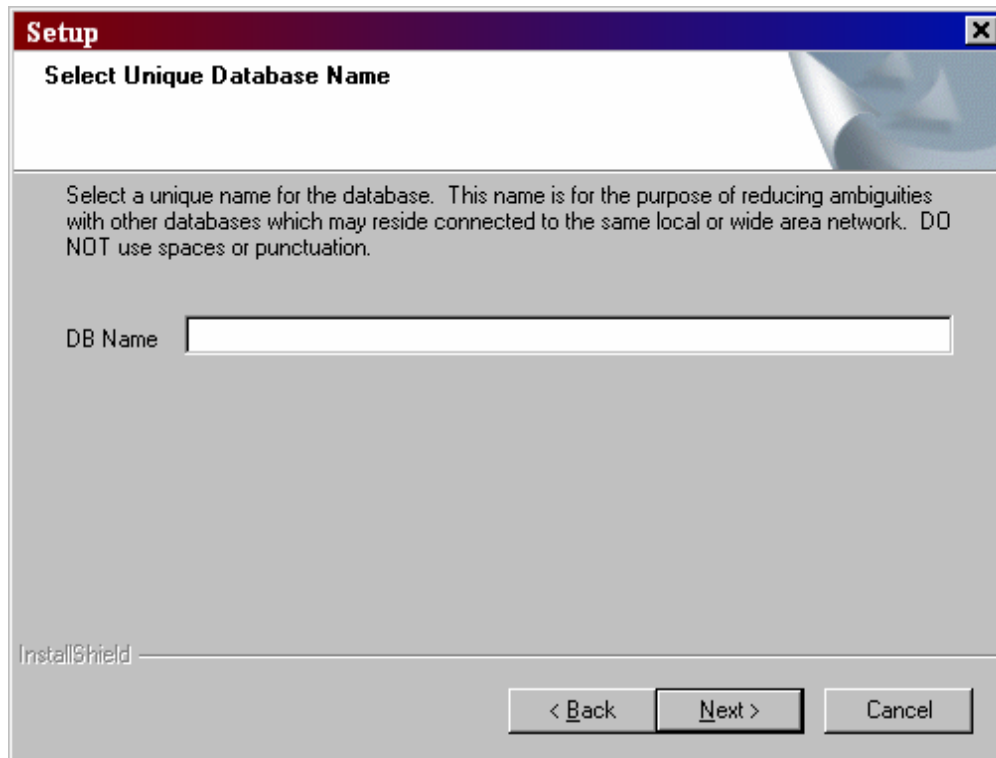 Setup
Select Unique Database Name
Select a unique name for the database.  This name is for the purpose of reducing ambiguities
with other databases which may reside connected to the same local or wide area network.  DO
NOT use spaces or punctuation.
DB Name
InstallShield
< Back
Next >
Cancel